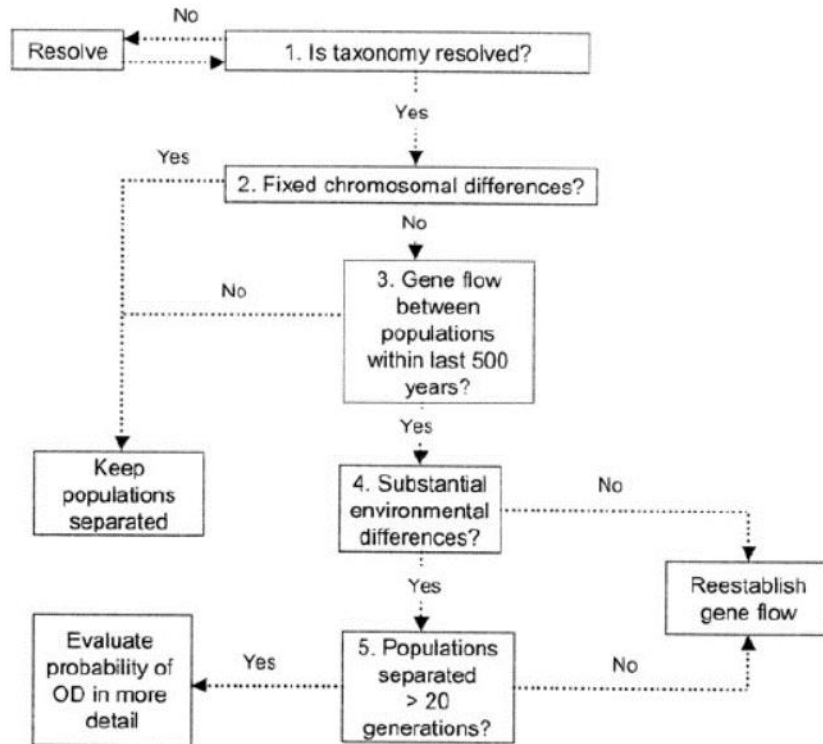 No
Resolve
1. Is taxonomy resolved?
Yes
Yes
2. Fixed chromosomal differences?
No
3. Gene flow
between
populations
within last 500
years?
No
Yes
Keep
populations
separated
4. Substantial
environmental
differences?
No
Yes
Reestablish
gene flow
Evaluate
probability of
OD in more
detail
Yes
5. Populations
separated
> 20
generations?
No